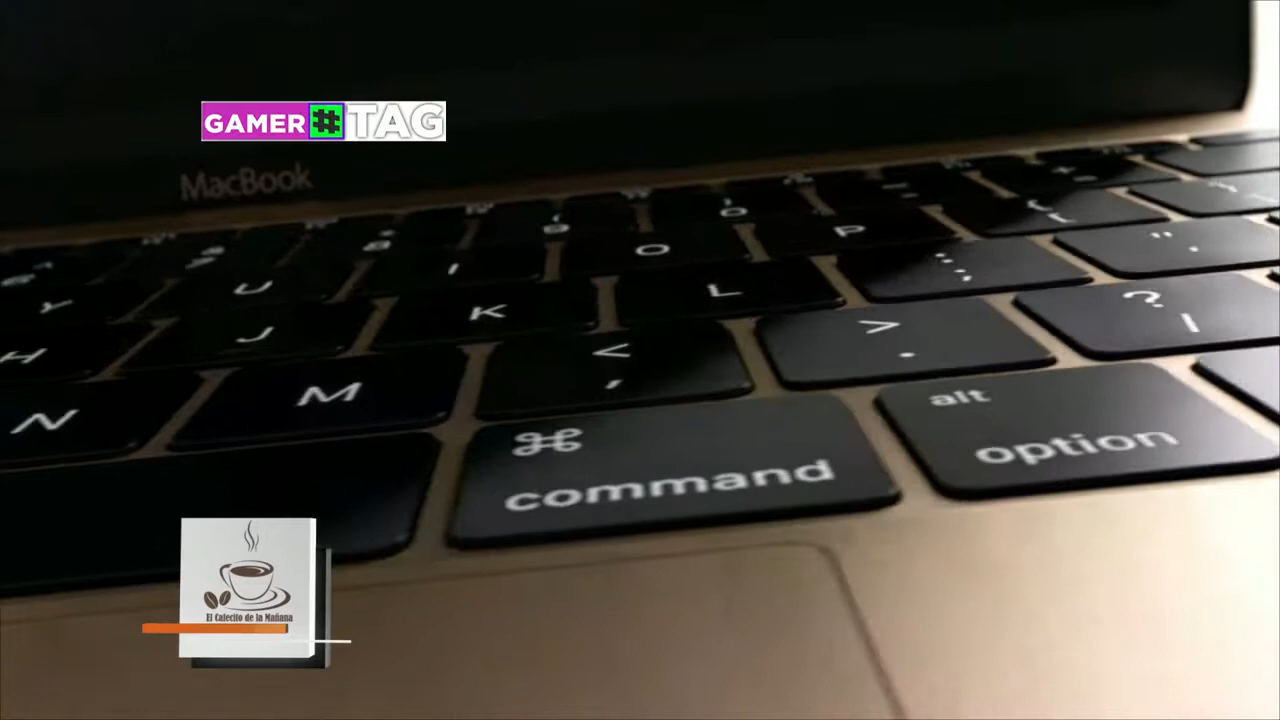 GAMER#TAG
MacBook
Y U I O P
H J K L
N M < , > . ? /
⌘ alt
command option
El Cafecito de la Mañana